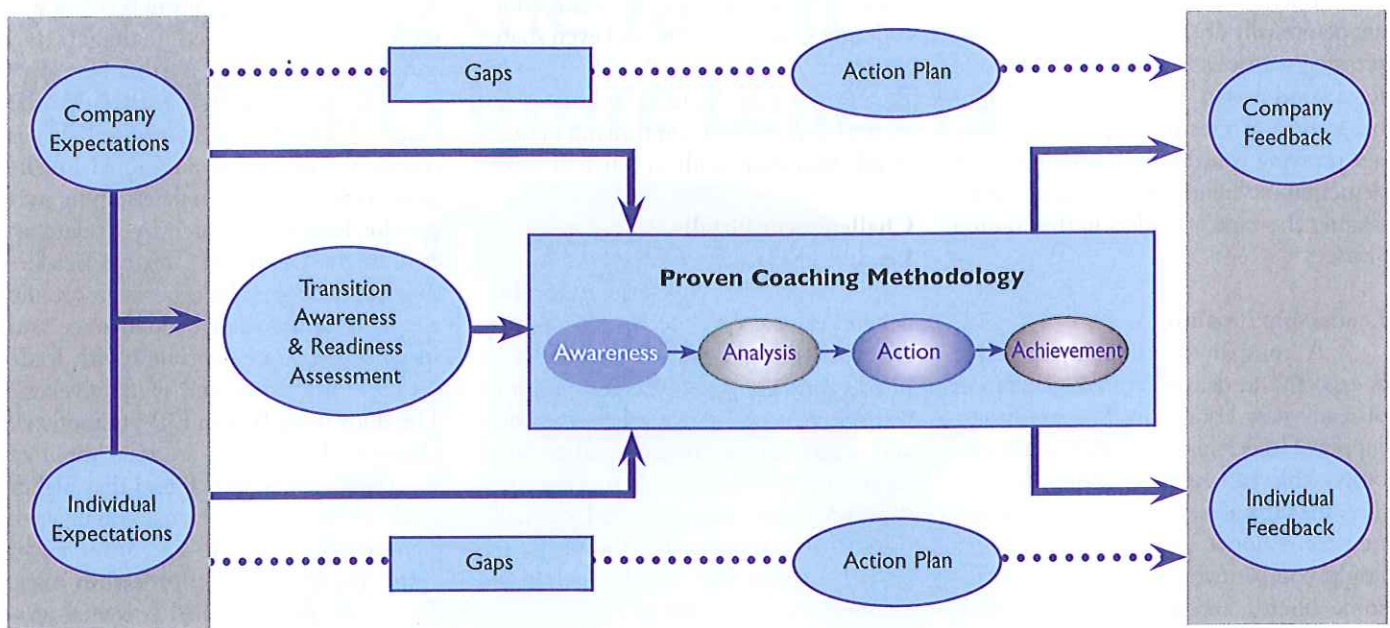 Gaps
Action Plan
Company
Expectations
Company
Feedback
Proven Coaching Methodology
Transition
Awareness
& Readiness
Assessment
Awareness
Analysis
Action
Achievement
Individual
Expectations
Individual
Feedback
Gaps
Action Plan